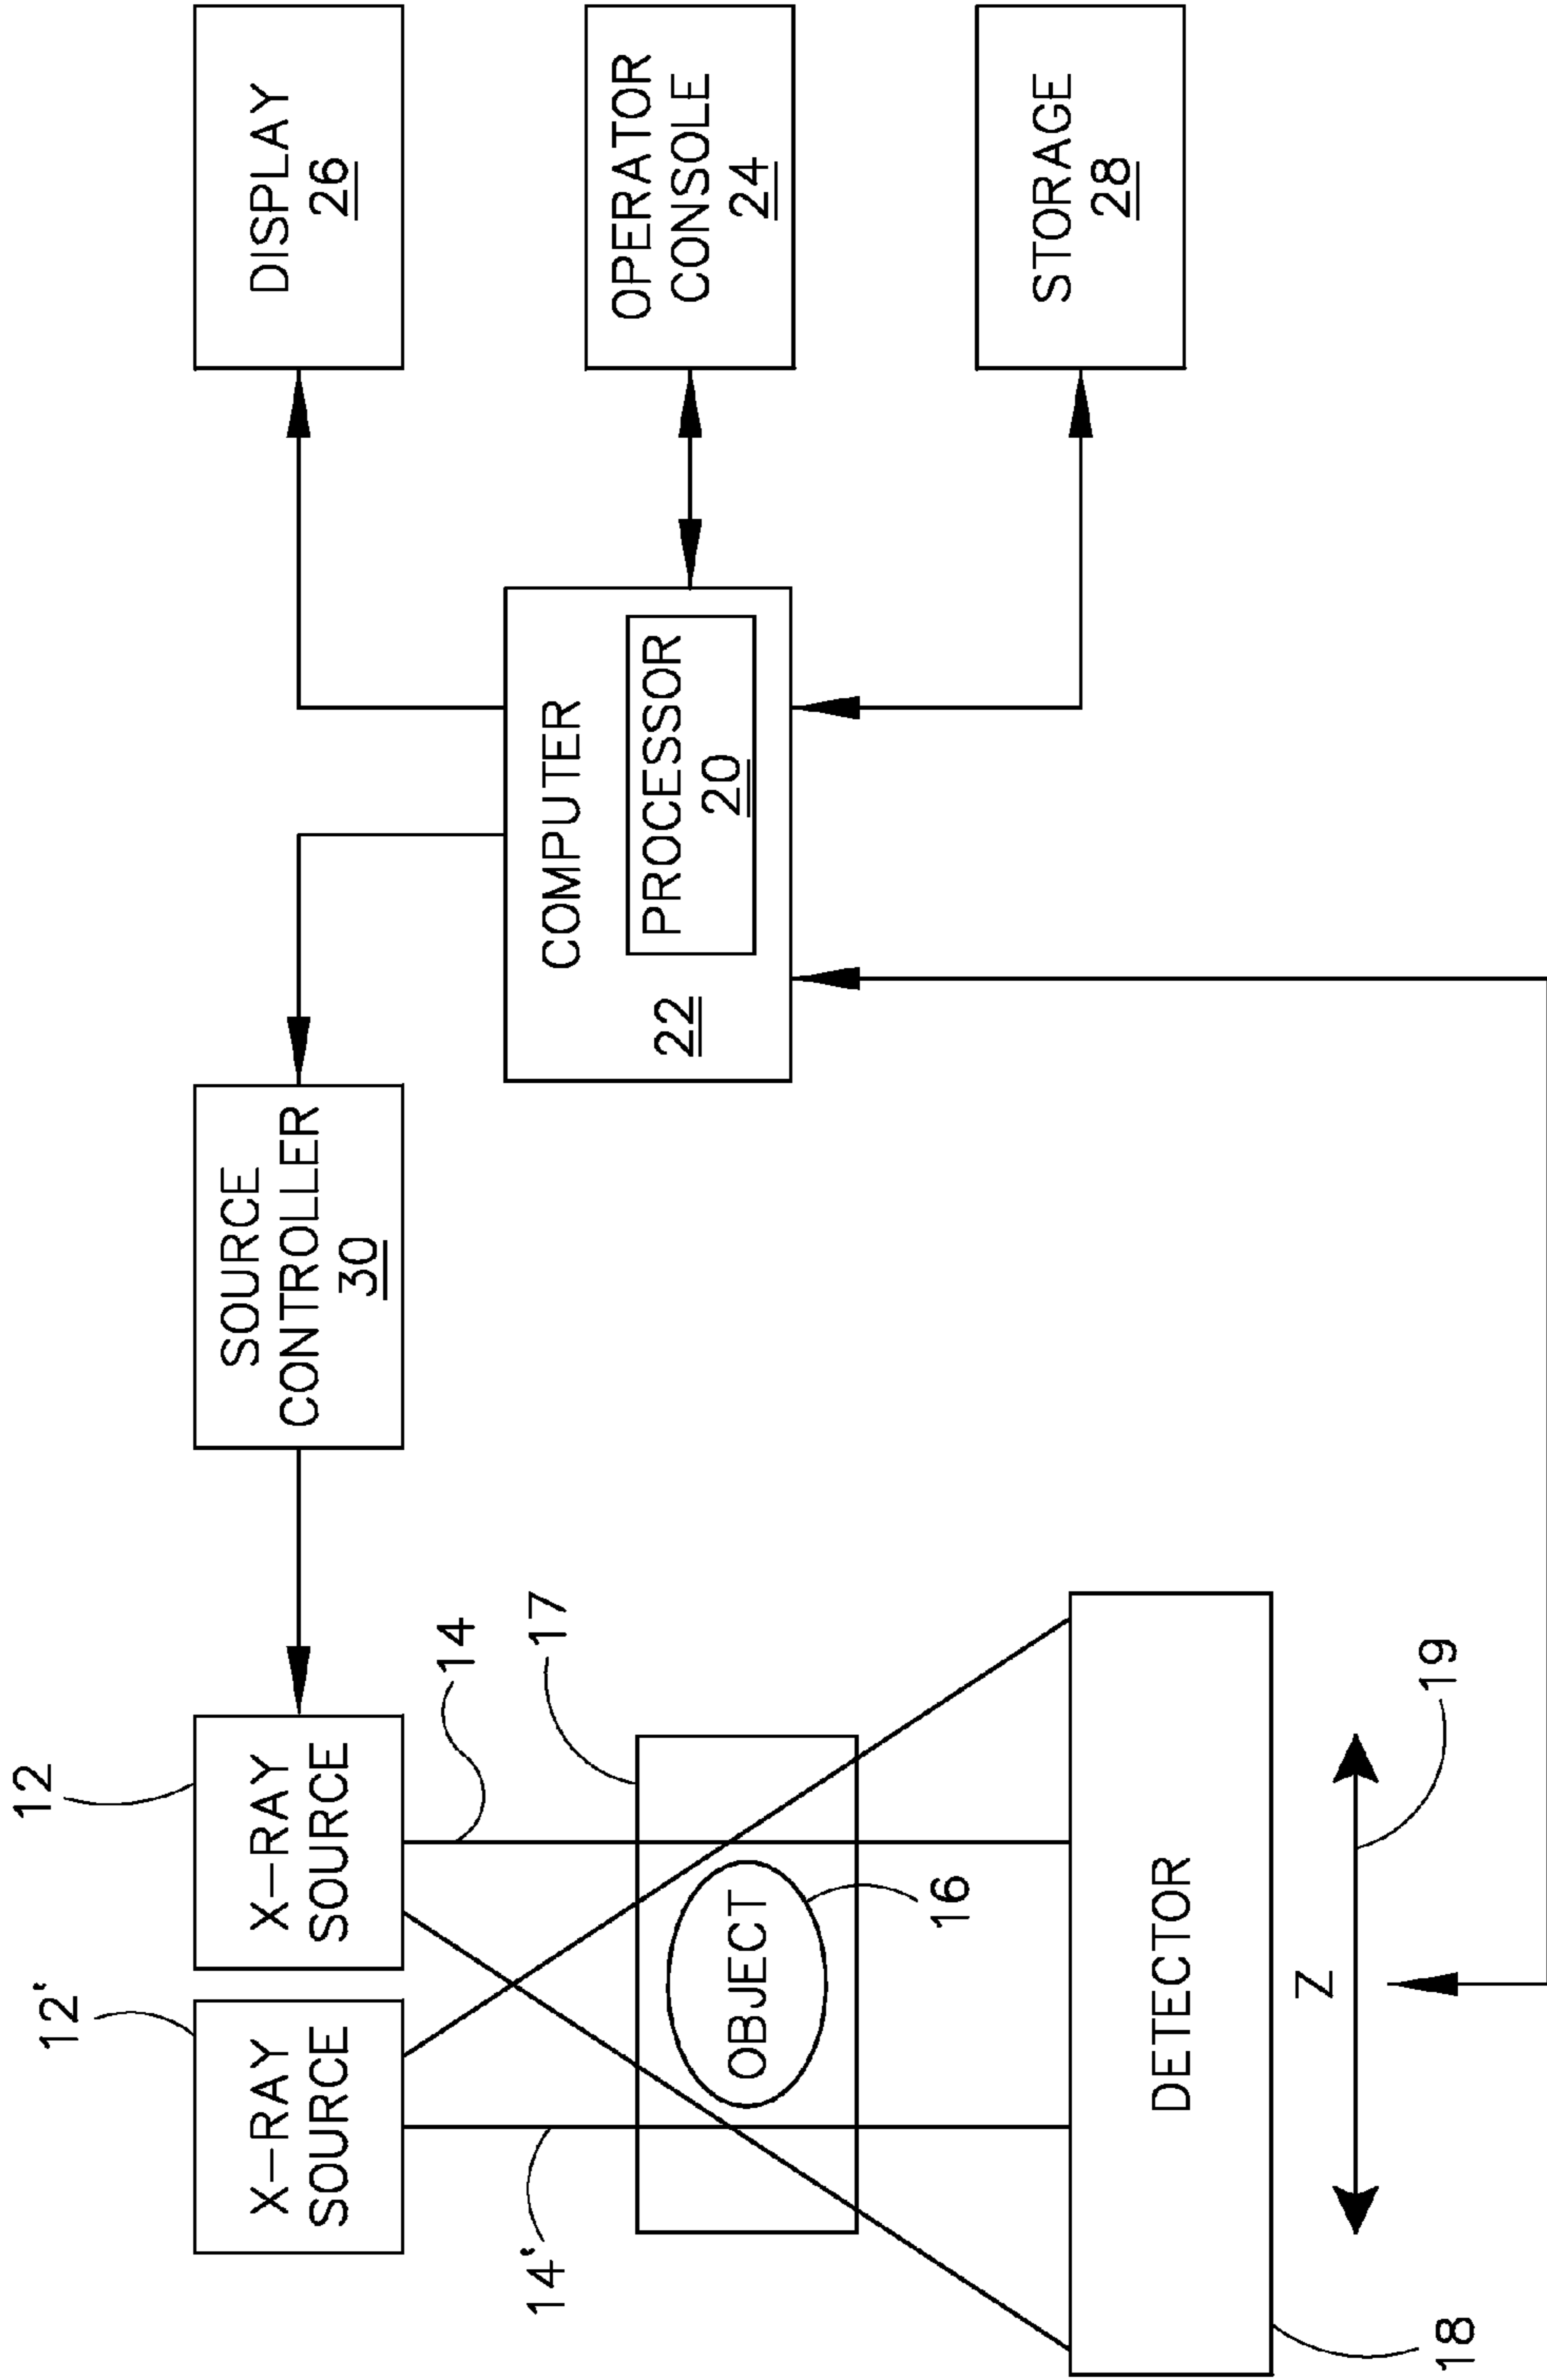 12'
12
X-RAY
SOURCE
X-RAY
SOURCE
SOURCE
CONTROLLER
30
DISPLAY
26
14'
14
17
OBJECT
16
COMPUTER
22
PROCESSOR
20
OPERATOR
CONSOLE
24
DETECTOR
18
Z
19
STORAGE
28